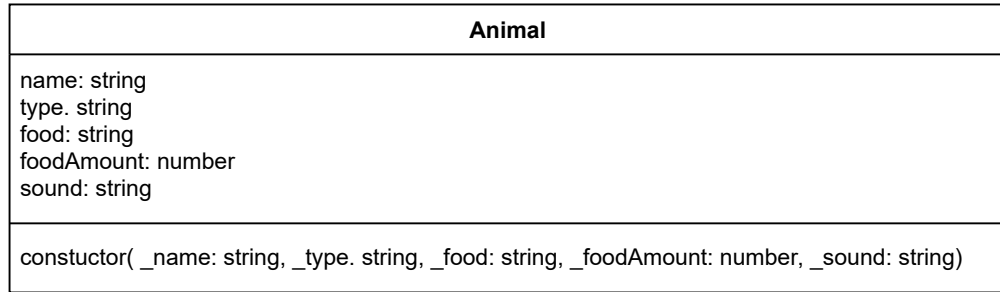 Animal
name: string
type. string
food: string
foodAmount: number
sound: string
constuctor( _name: string, _type. string, _food: string, _foodAmount: number, _sound: string)